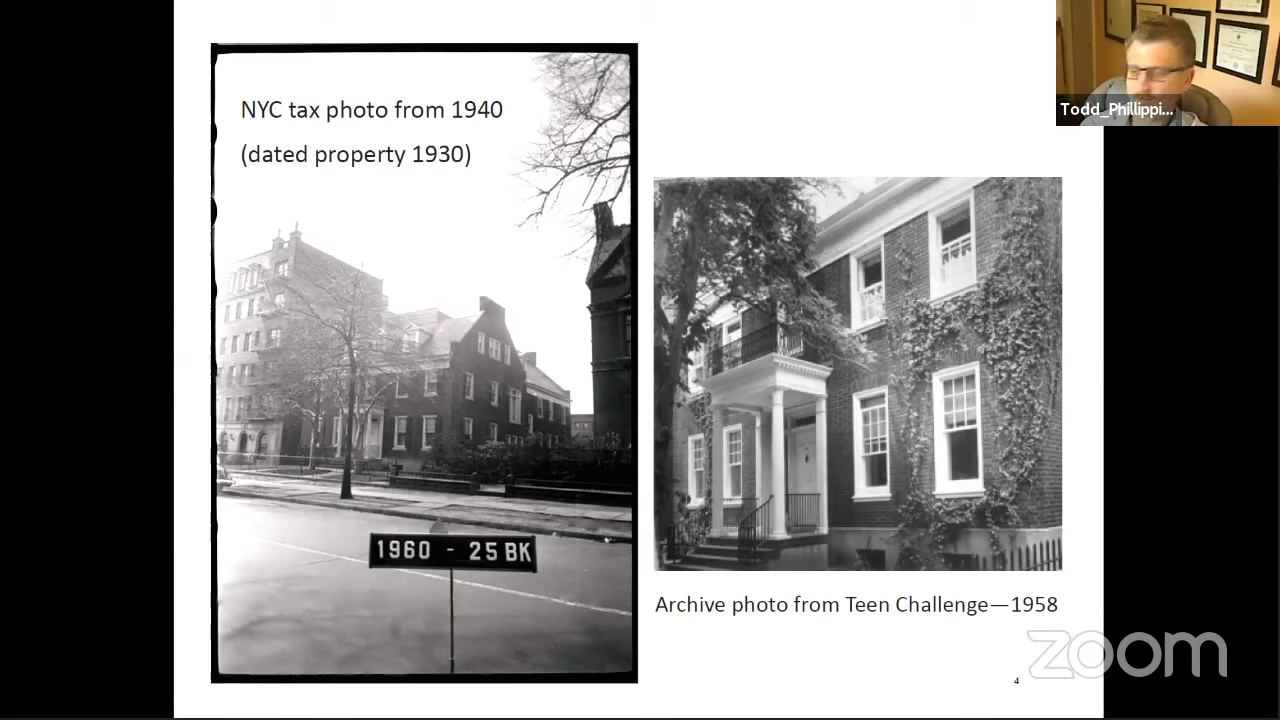 NYC tax photo from 1940
(dated property 1930)
1960 - 25 BK
Archive photo from Teen Challenge—1958
4
Todd_Phillippi...
zoom